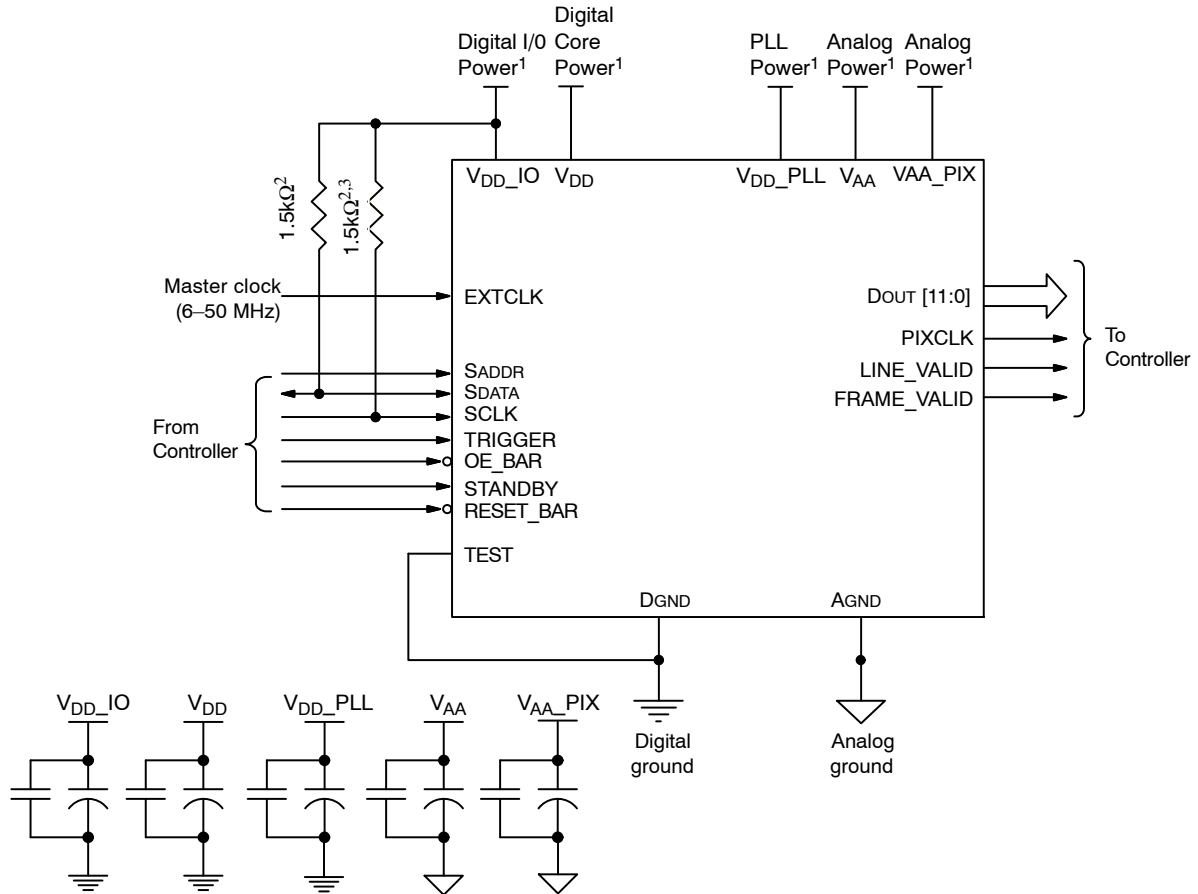 Digital I/0
Power¹
Digital
Core
Power¹
PLL
Power¹
Analog
Power¹
Analog
Power¹
VDD_IO
VDD
VDD_PLL
VAA
VAA_PIX
1.5kΩ²
1.5kΩ²,³
Master clock
(6–50 MHz)
EXTCLK
SADDR
SDATA
SCLK
TRIGGER
OE_BAR
STANDBY
RESET_BAR
TEST
From
Controller
DOUT [11:0]
PIXCLK
LINE_VALID
FRAME_VALID
To
Controller
DGND
AGND
Digital
ground
Analog
ground
VDD_IO
VDD
VDD_PLL
VAA
VAA_PIX